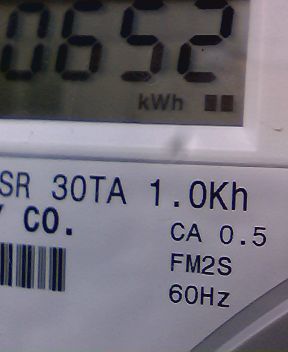 0652
kWh
SR 30TA 1.0Kh
Y CO.
CA 0.5
FM2S
60Hz